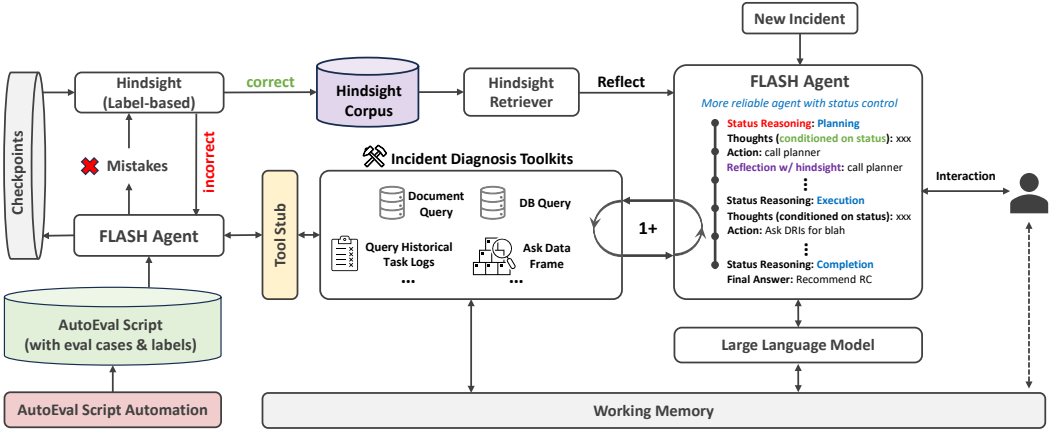 New Incident
Checkpoints
Hindsight
(Label-based)
correct
Hindsight
Corpus
Hindsight
Retriever
Reflect
Mistakes
incorrect
FLASH Agent
AutoEval Script
(with eval cases & labels)
AutoEval Script Automation
Tool Stub
Incident Diagnosis Toolkits
Document
Query
DB Query
Query Historical
Task Logs
...
Ask Data
Frame
...
1+
FLASH Agent
More reliable agent with status control
Status Reasoning: Planning
Thoughts (conditioned on status): xxx
Action: call planner
Reflection w/ hindsight: call planner
⋮
Status Reasoning: Execution
Thoughts (conditioned on status): xxx
Action: Ask DRIs for blah
⋮
Status Reasoning: Completion
Final Answer: Recommend RC
Interaction
Large Language Model
Working Memory